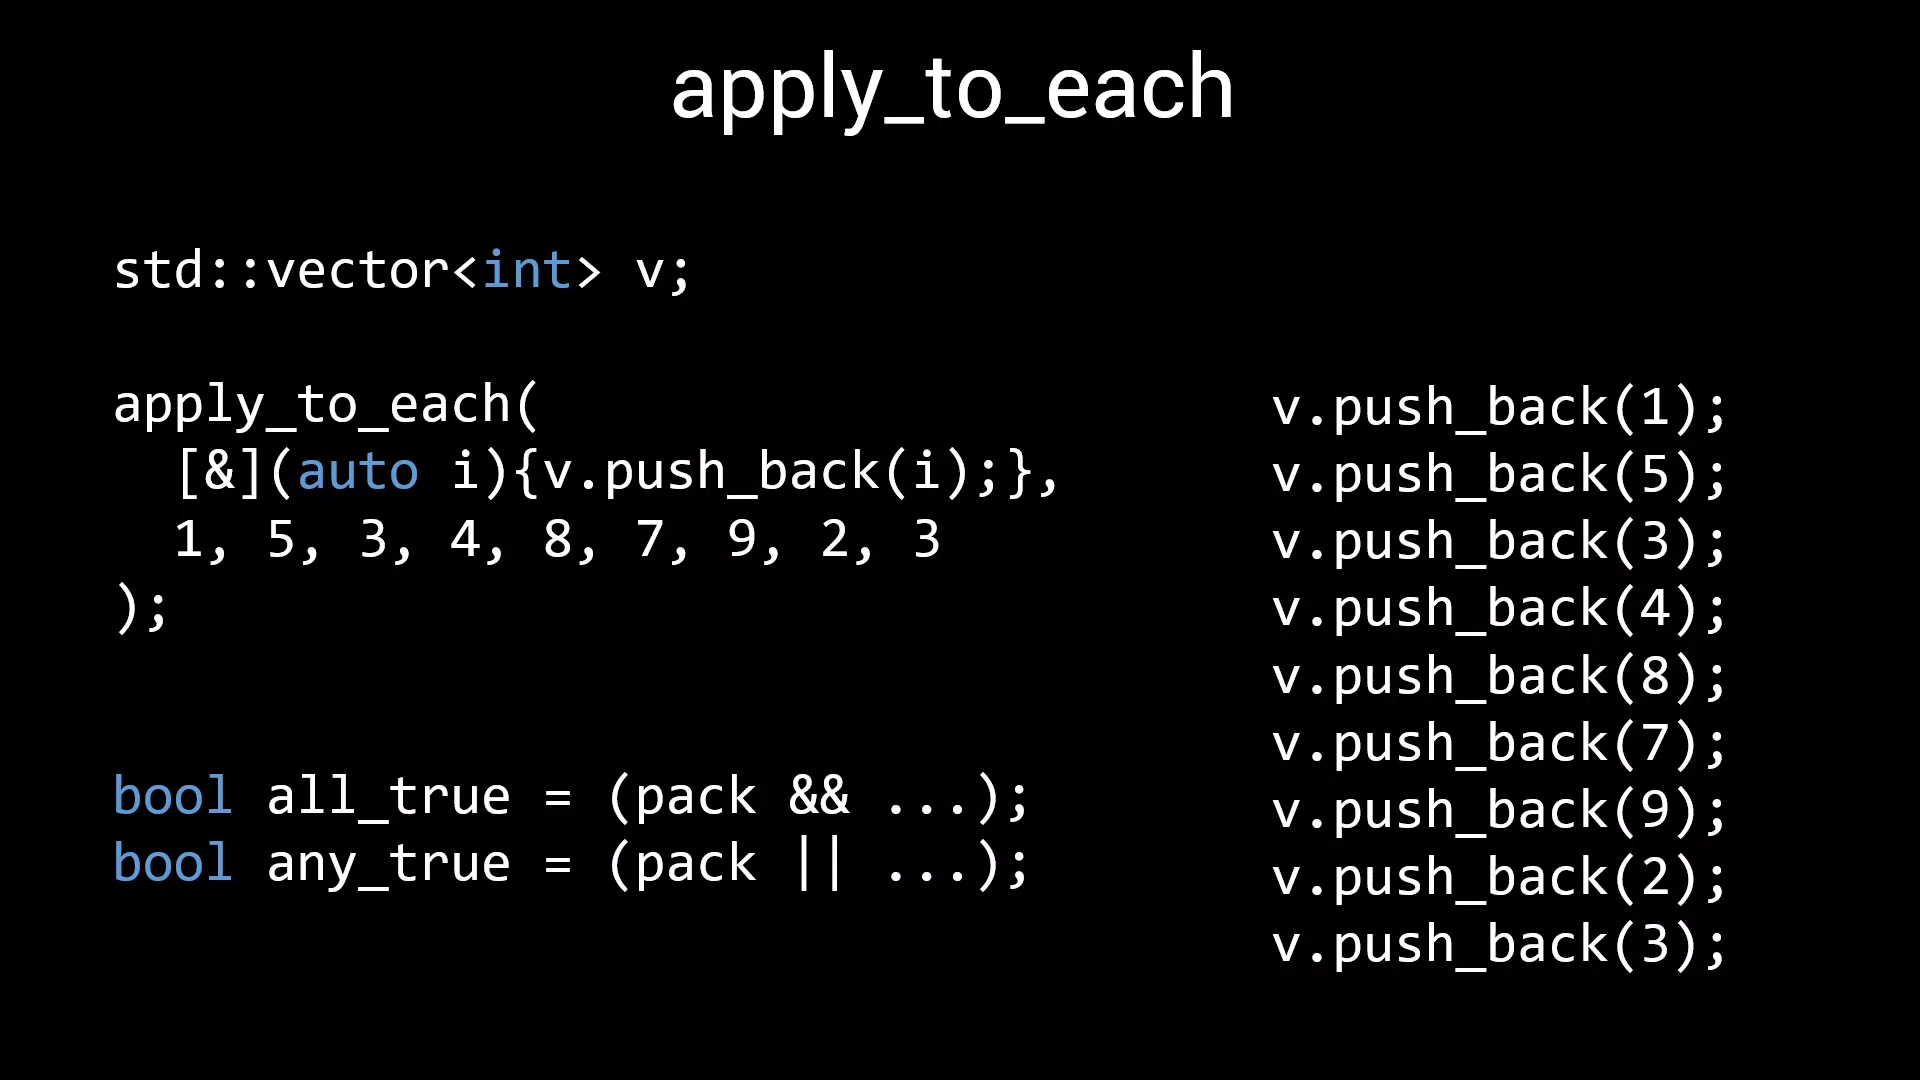 apply_to_each
std::vector<int> v;
apply_to_each(
[&](auto i){v.push_back(i);},
1, 5, 3, 4, 8, 7, 9, 2, 3
);
bool all_true = (pack && ...);
bool any_true = (pack || ...);
v.push_back(1);
v.push_back(5);
v.push_back(3);
v.push_back(4);
v.push_back(8);
v.push_back(7);
v.push_back(9);
v.push_back(2);
v.push_back(3);